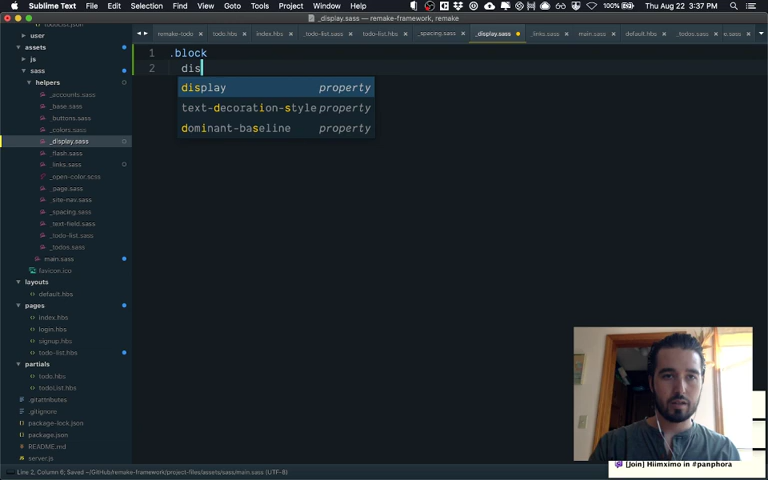 Sublime Text File Edit Selection Find View Goto Tools Project Window Help 100% Thu Aug 22 3:37 PM
_display.sass — remake-framework, remake
remake-todo todo.hbs index.hbs _todo-list.sass todo-list.hbs _spacing.sass _display.sass _links.sass main.sass default.hbs _todos.sass
user
assets
js
sass
helpers
_accounts.sass
_base.sass
_buttons.sass
_colors.sass
_display.sass
_flash.sass
_links.sass
_open-color.scss
_page.sass
_site-nav.sass
_spacing.sass
_text-field.sass
_todo-list.sass
_todos.sass
main.sass
favicon.ico
layouts
default.hbs
pages
index.hbs
login.hbs
signup.hbs
todo-list.hbs
partials
todo.hbs
todoList.hbs
.gitattributes
.gitignore
package-lock.json
package.json
README.md
server.js
1 .block
2 dis
display property
text-decoration-style property
dominant-baseline property
[Join] Hiimximo in #panphora
Line 2, Column 6; Saved ~/GitHub/remake-framework/project-files/assets/sass/main.sass (UTF-8)